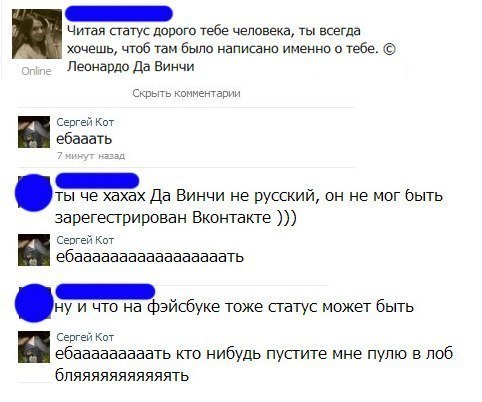 Читая статус дорого тебе человека, ты всегда
хочешь, чтоб там было написано именно о тебе. ©
Леонардо Да Винчи
Online
Скрыть комментарии
Сергей Кот
ебааать
7 минут назад
ты че хахах Да Винчи не русский, он не мог быть
зарегестрирован Вконтакте )))
Сергей Кот
ебааааааааааааааааать
ну и что на фэйсбуке тоже статус может быть
Сергей Кот
ебааааааааать кто нибудь пустите мне пулю в лоб
бляяяяяяяяяяять